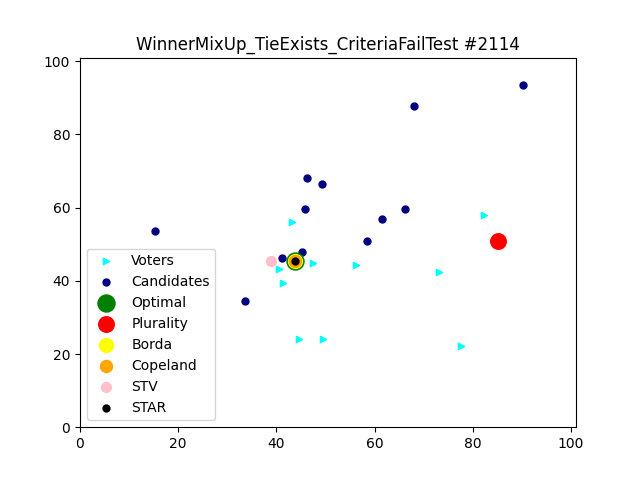 WinnerMixUp_TieExists_CriteriaFailTest #2114
100
80
60
40
20
0
Voters
Candidates
Optimal
Plurality
Borda
Copeland
STV
STAR
0 20 40 60 80 100